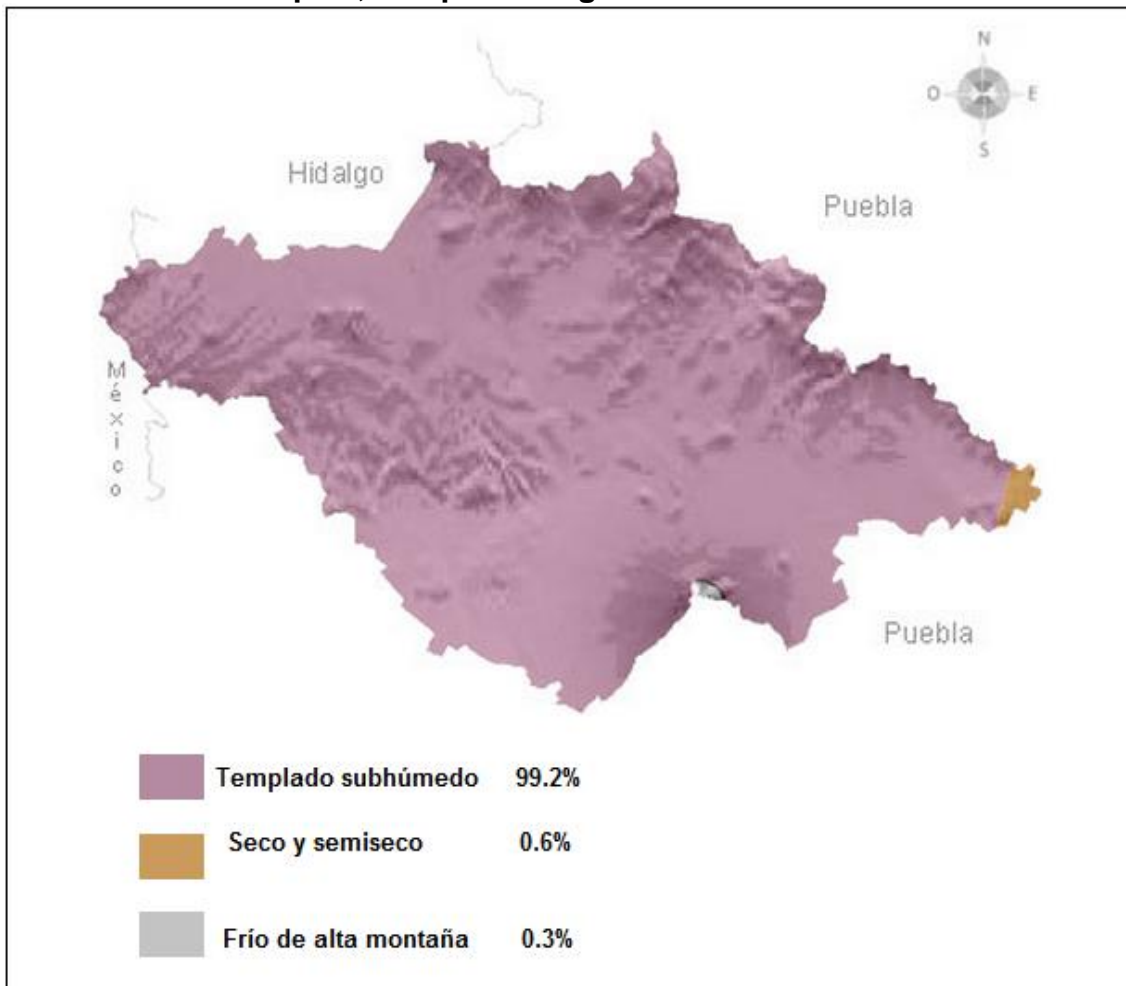 N
O E
S
Hidalgo
Puebla
México
Puebla
Templado subhúmedo 99.2%
Seco y semiseco 0.6%
Frío de alta montaña 0.3%